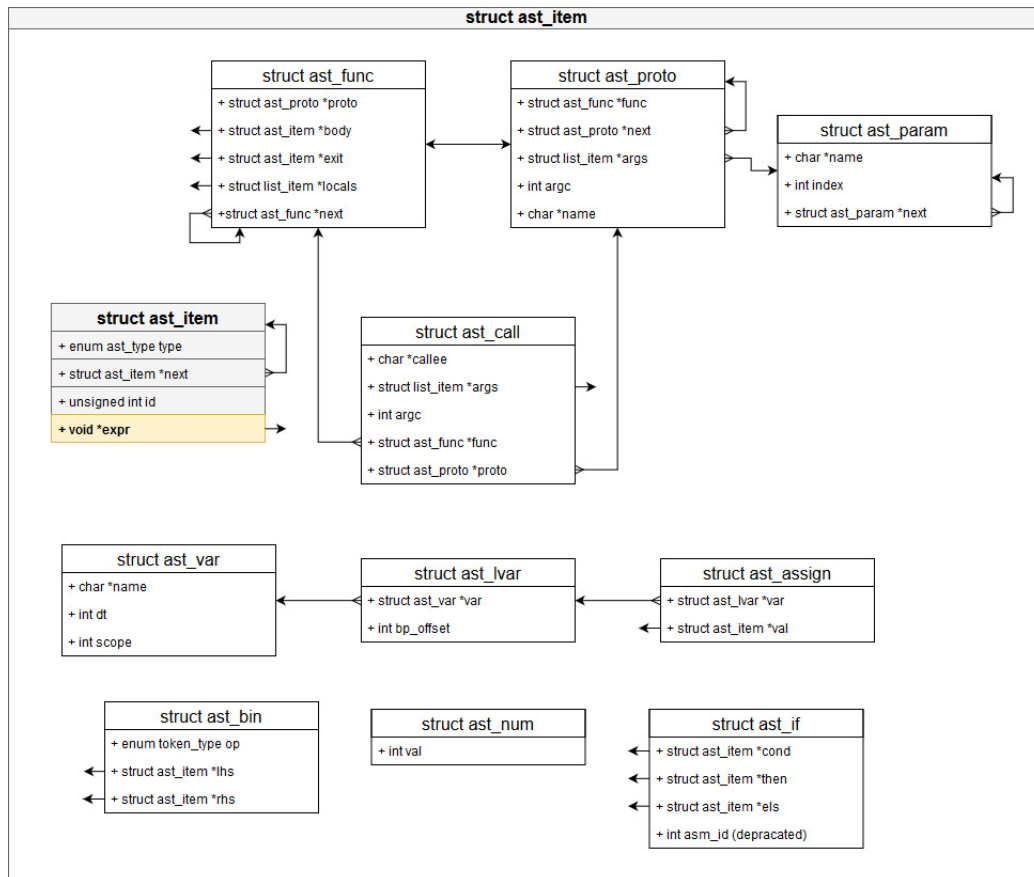 struct ast_item
struct ast_func
+ struct ast_proto *proto
+ struct ast_item *body
+ struct ast_item *exit
+ struct list_item *locals
+struct ast_func *next
struct ast_proto
+ struct ast_func *func
+ struct ast_proto *next
+ struct list_item *args
+ int argc
+ char *name
struct ast_param
+ char *name
+ int index
+ struct ast_param *next
struct ast_item
+ enum ast_type type
+ struct ast_item *next
+ unsigned int id
+ void *expr
struct ast_call
+ char *callee
+ struct list_item *args
+ int argc
+ struct ast_func *func
+ struct ast_proto *proto
struct ast_var
+ char *name
+ int dt
+ int scope
struct ast_lvar
+ struct ast_var *var
+ int bp_offset
struct ast_assign
+ struct ast_lvar *var
+ struct ast_item *val
struct ast_bin
+ enum token_type op
+ struct ast_item *lhs
+ struct ast_item *rhs
struct ast_num
+ int val
struct ast_if
+ struct ast_item *cond
+ struct ast_item *then
+ struct ast_item *els
+ int asm_id (depracated)